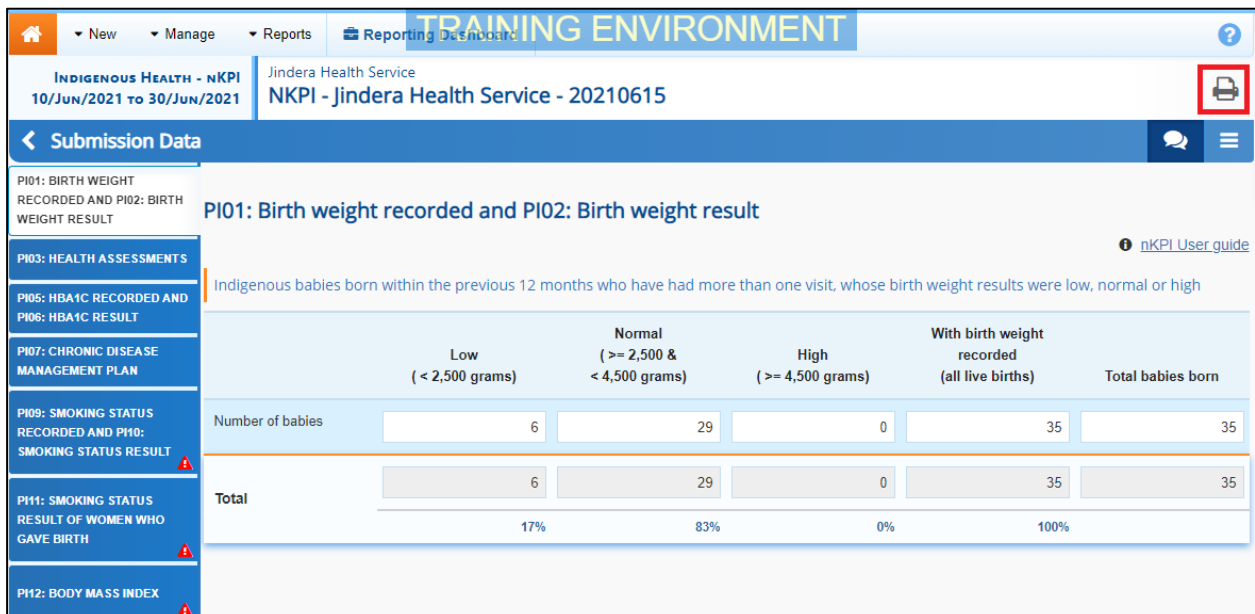 TRAINING ENVIRONMENT
New Manage Reports Reporting Dashboard
INDIGENOUS HEALTH - NKPI
10/JUN/2021 TO 30/JUN/2021
Jindera Health Service
NKPI - Jindera Health Service - 20210615
Submission Data
PI01: BIRTH WEIGHT
RECORDED AND PI02: BIRTH
WEIGHT RESULT
PI03: HEALTH ASSESSMENTS
PI05: HBA1C RECORDED AND
PI06: HBA1C RESULT
PI07: CHRONIC DISEASE
MANAGEMENT PLAN
PI09: SMOKING STATUS
RECORDED AND PI10:
SMOKING STATUS RESULT
PI11: SMOKING STATUS
RESULT OF WOMEN WHO
GAVE BIRTH
PI12: BODY MASS INDEX
PI01: Birth weight recorded and PI02: Birth weight result
nKPI User guide
Indigenous babies born within the previous 12 months who have had more than one visit, whose birth weight results were low, normal or high
Low
( < 2,500 grams)
Normal
( >= 2,500 &
< 4,500 grams)
High
( >= 4,500 grams)
With birth weight
recorded
(all live births)
Total babies born
Number of babies 6 29 0 35 35
Total 6 29 0 35 35
17% 83% 0% 100%